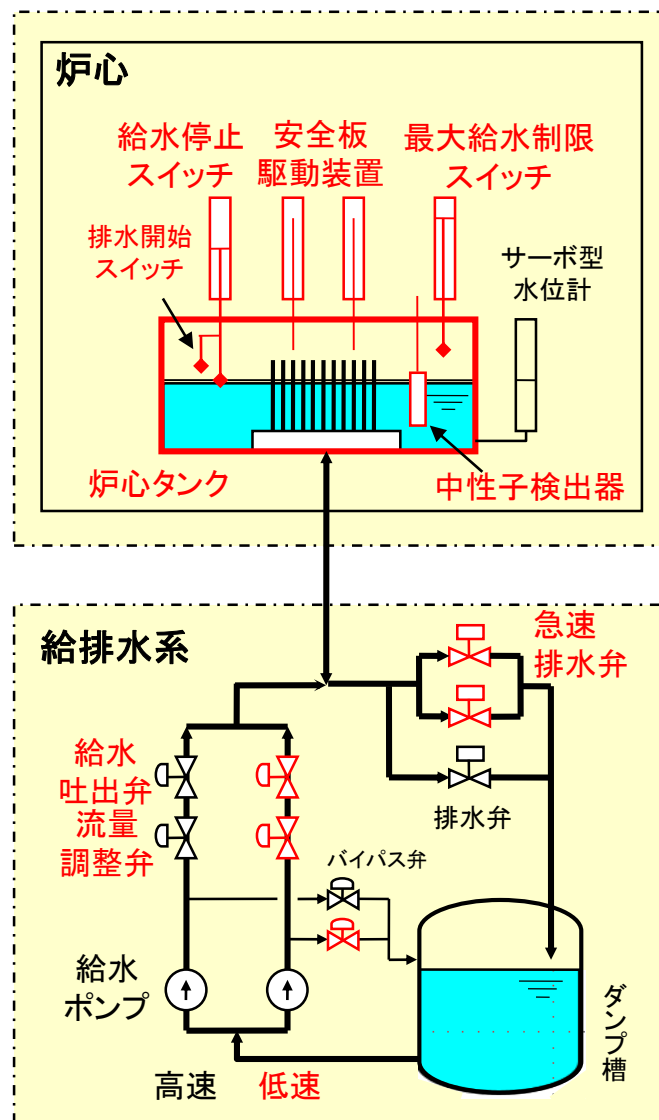 炉心
給水停止
スイッチ
安全板
駆動装置
最大給水制限
スイッチ
排水開始
スイッチ
サーボ型
水位計
炉心タンク
中性子検出器
給排水系
急速
排水弁
給水
吐出弁
流量
調整弁
排水弁
バイパス弁
給水
ポンプ
ダンプ槽
高速
低速